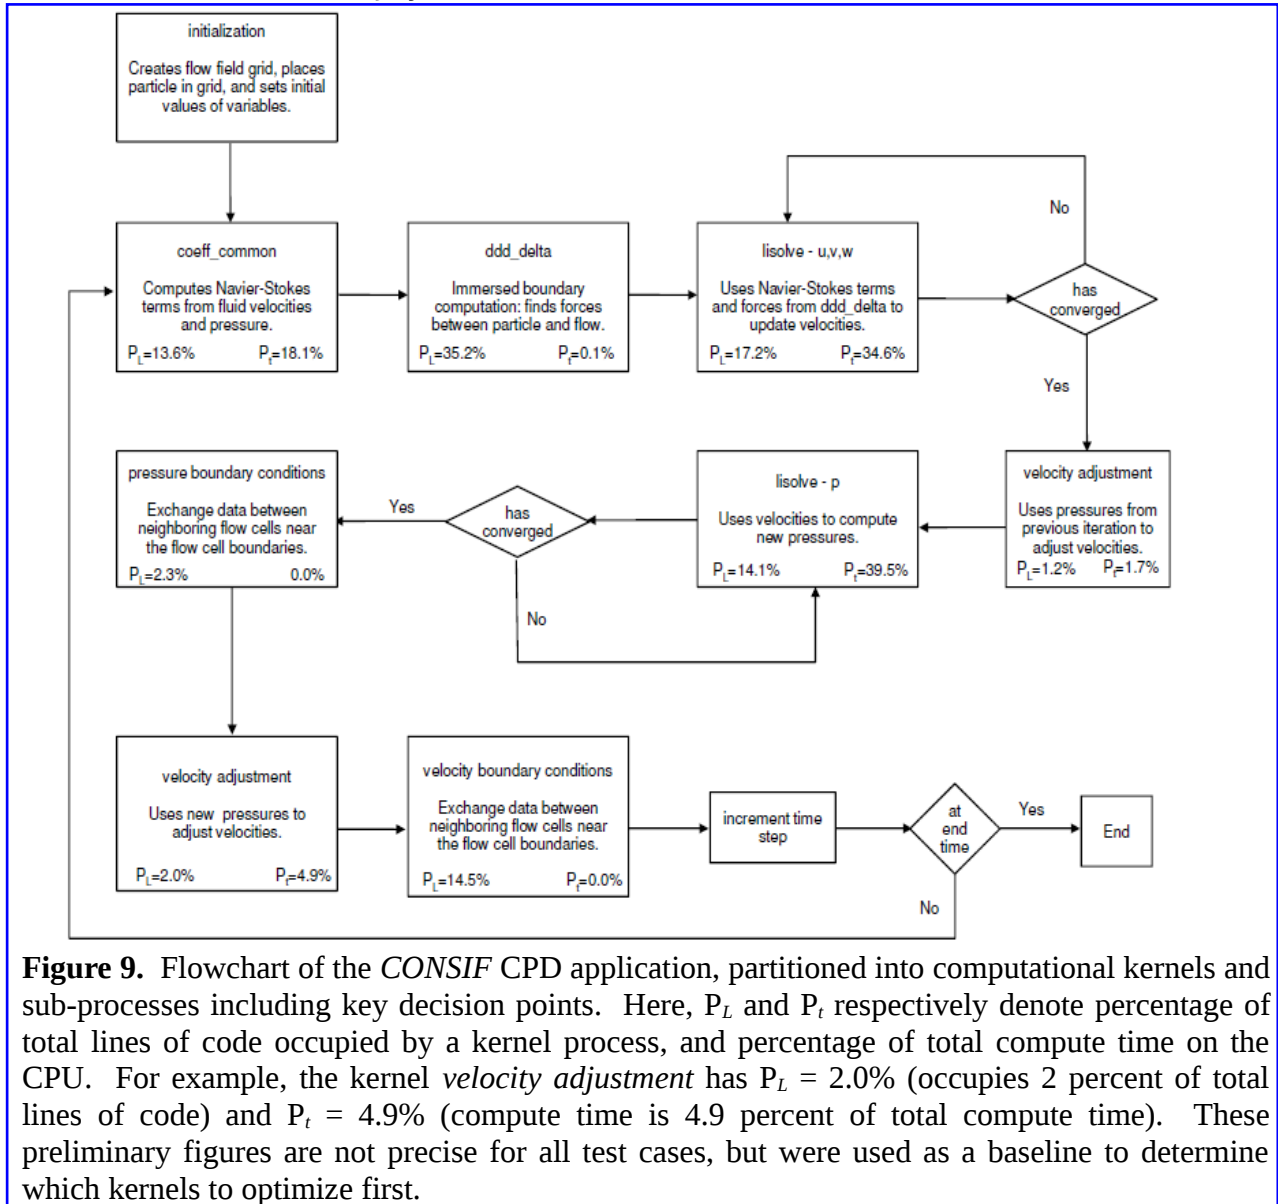 initialization
Creates flow field grid, places
particle in grid, and sets initial
values of variables.
No
coeff_common
Computes Navier-Stokes
terms from fluid velocities
and pressure.
P_L=13.6% P_t=18.1%
ddd_delta
Immersed boundary
computation: finds forces
between particle and flow.
P_L=35.2% P_t=0.1%
lisolve - u,v,w
Uses Navier-Stokes terms
and forces from ddd_delta to
update velocities.
P_L=17.2% P_t=34.6%
has
converged
Yes
velocity adjustment
Uses pressures from
previous iteration to
adjust velocities.
P_L=1.2% P_t=1.7%
lisolve - p
Uses velocities to compute
new pressures.
P_L=14.1% P_t=39.5%
has
converged
No
Yes
pressure boundary conditions
Exchange data between
neighboring flow cells near
the flow cell boundaries.
P_L=2.3% 0.0%
velocity adjustment
Uses new pressures to
adjust velocities.
P_L=2.0% P_t=4.9%
velocity boundary conditions
Exchange data between
neighboring flow cells near
the flow cell boundaries.
P_L=14.5% P_t=0.0%
increment time
step
at
end
time
Yes
End
No
Figure 9. Flowchart of the CONSIF CPD application, partitioned into computational kernels and
sub-processes including key decision points. Here, P_L and P_t respectively denote percentage of
total lines of code occupied by a kernel process, and percentage of total compute time on the
CPU. For example, the kernel velocity adjustment has P_L = 2.0% (occupies 2 percent of total
lines of code) and P_t = 4.9% (compute time is 4.9 percent of total compute time). These
preliminary figures are not precise for all test cases, but were used as a baseline to determine
which kernels to optimize first.